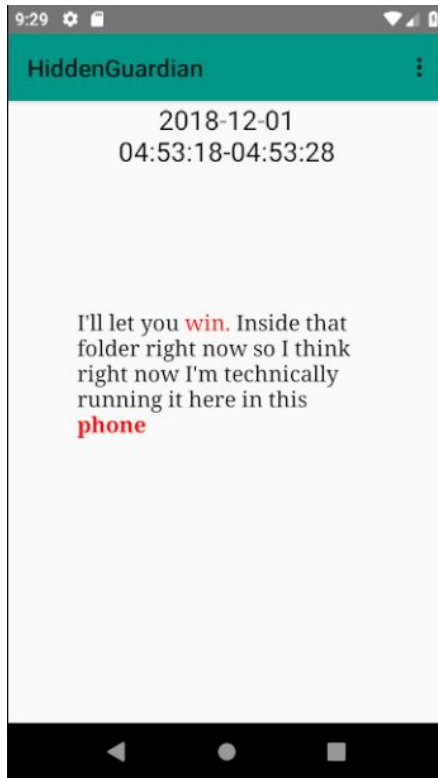 9:29
HiddenGuardian
2018-12-01
04:53:18-04:53:28
I'll let you win. Inside that
folder right now so I think
right now I'm technically
running it here in this
phone